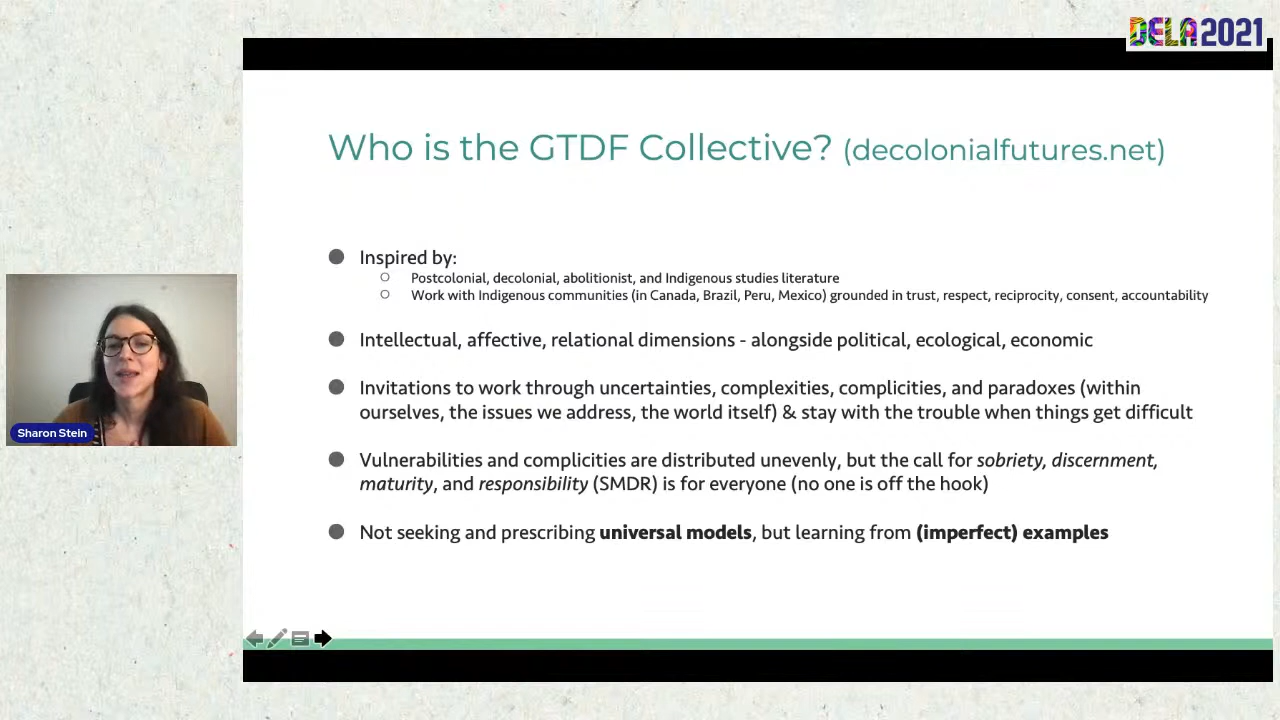 DELA 2021
Who is the GTDF Collective? (decolonialfutures.net)
Inspired by:
Postcolonial, decolonial, abolitionist, and Indigenous studies literature
Work with Indigenous communities (in Canada, Brazil, Peru, Mexico) grounded in trust, respect, reciprocity, consent, accountability
Intellectual, affective, relational dimensions - alongside political, ecological, economic
Invitations to work through uncertainties, complexities, complicities, and paradoxes (within
ourselves, the issues we address, the world itself) & stay with the trouble when things get difficult
Vulnerabilities and complicities are distributed unevenly, but the call for sobriety, discernment,
maturity, and responsibility (SMDR) is for everyone (no one is off the hook)
Not seeking and prescribing universal models, but learning from (imperfect) examples
Sharon Stein